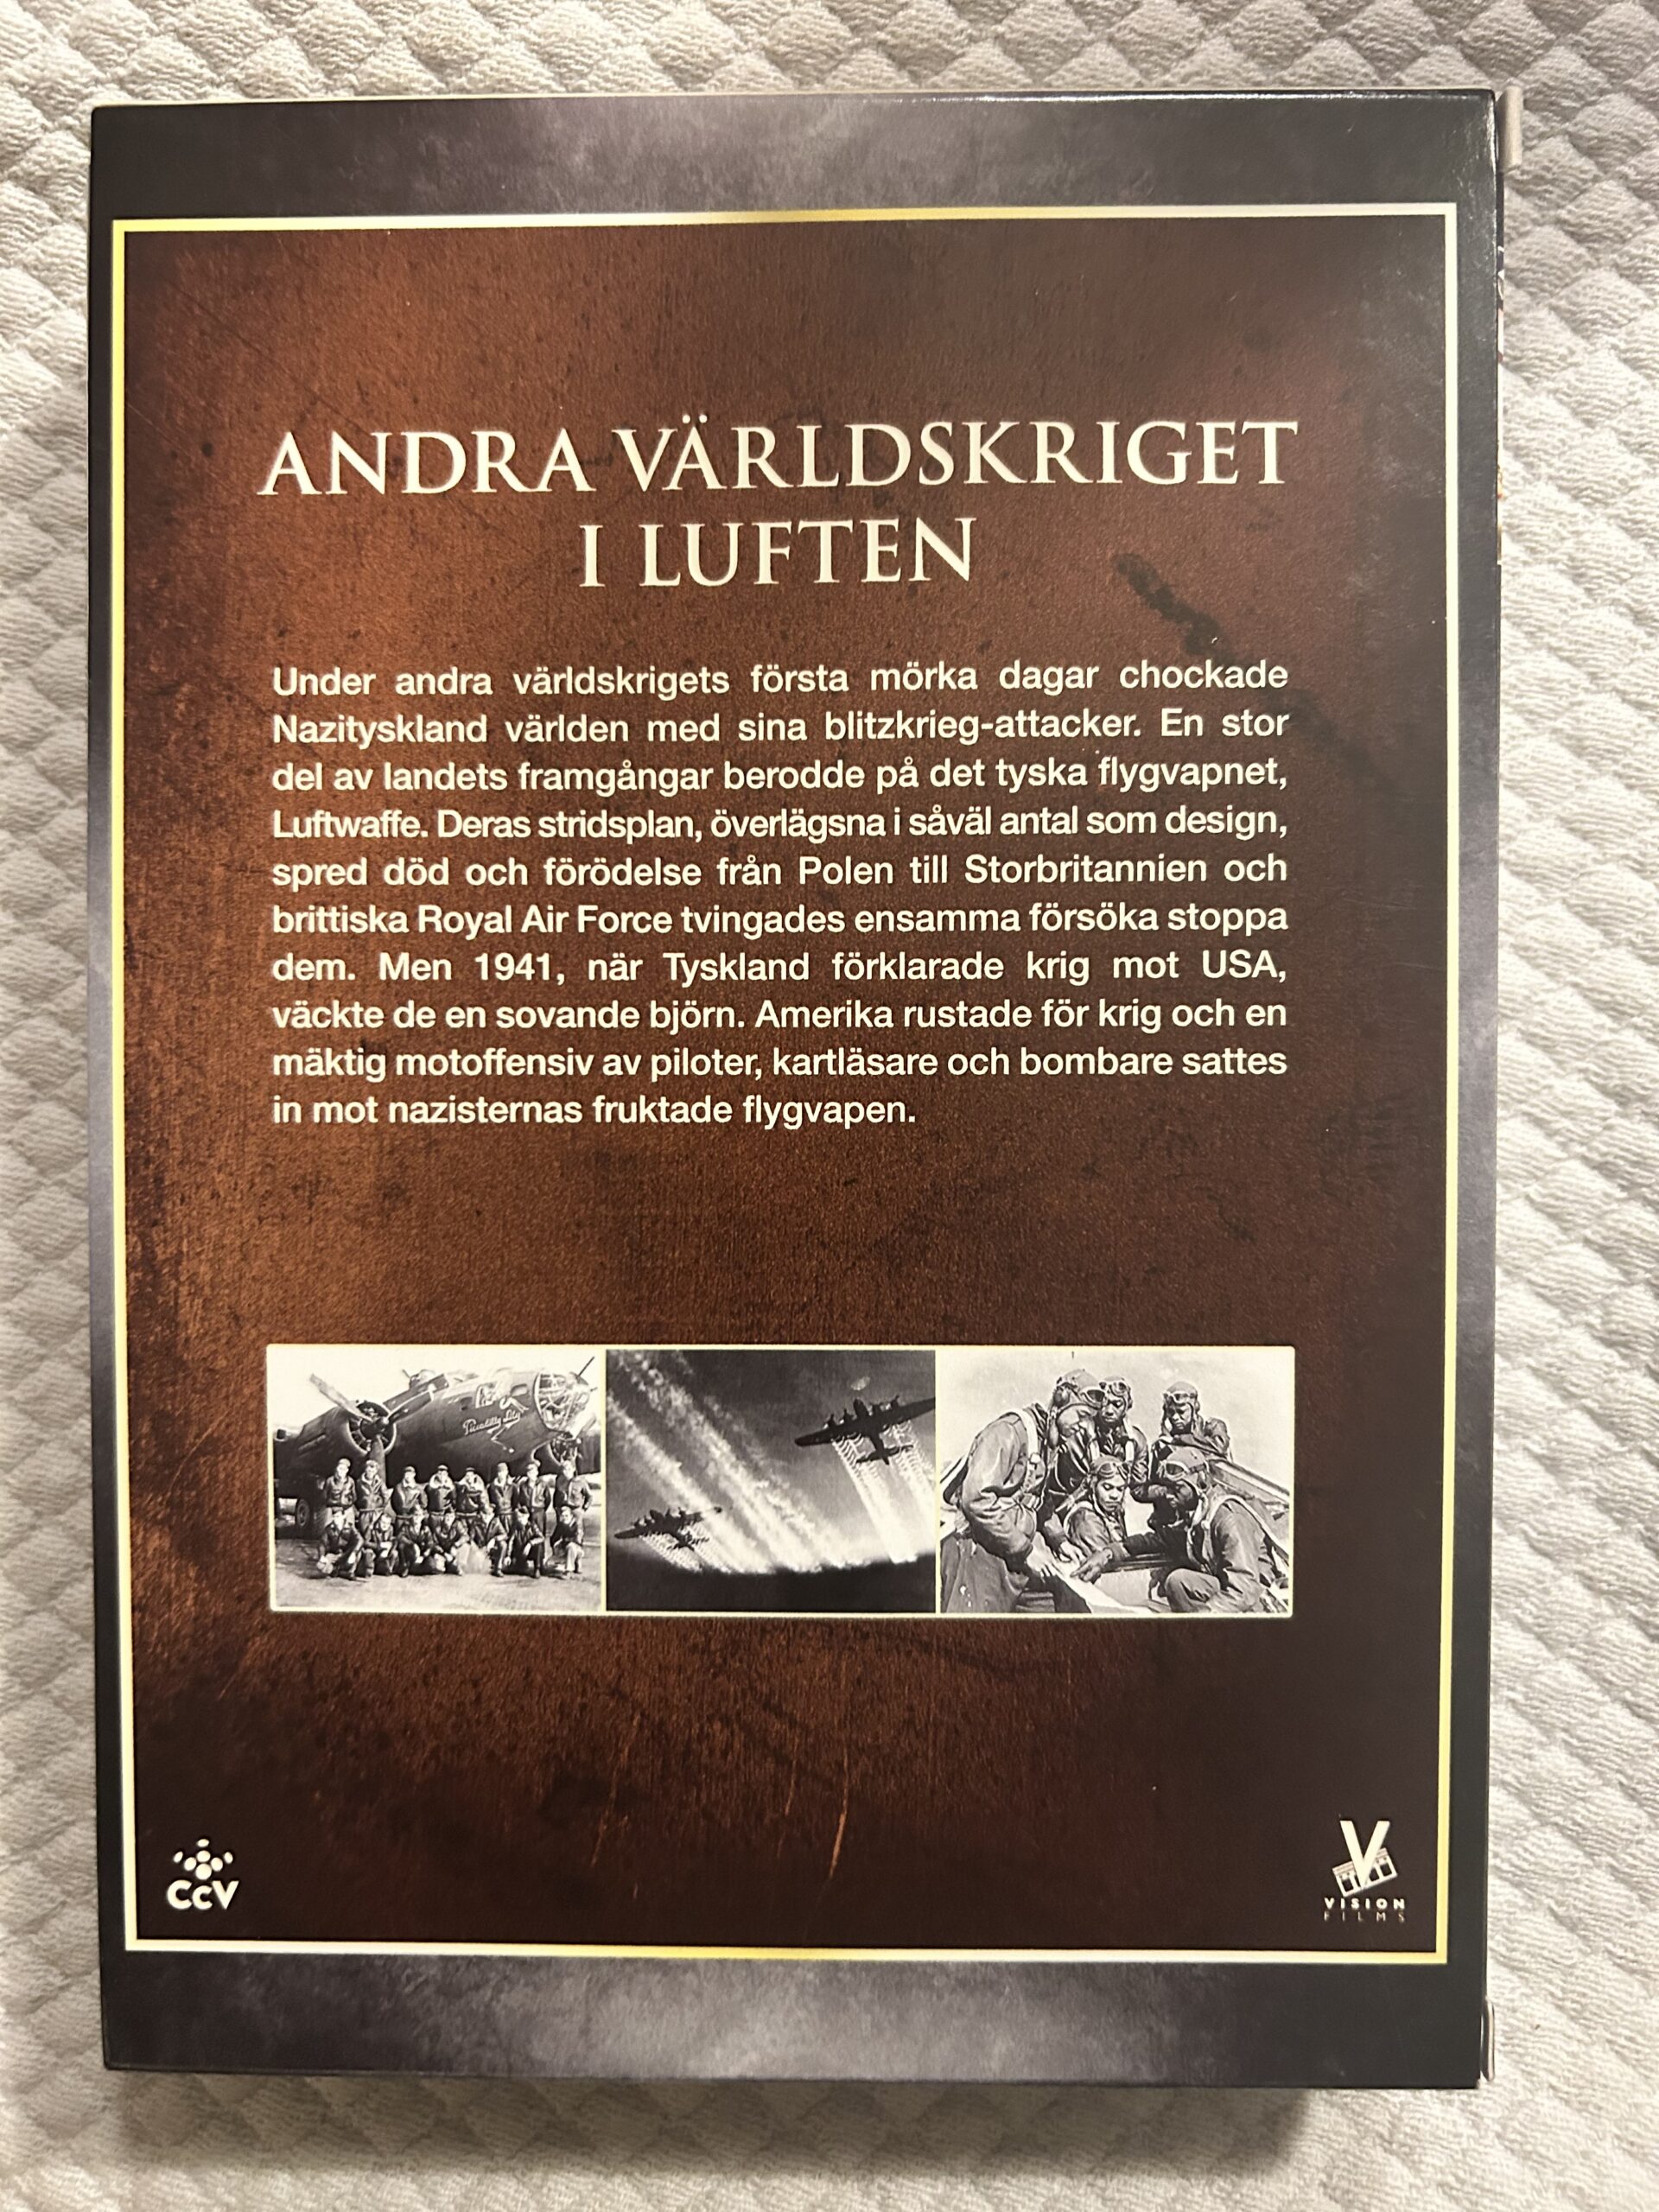 ANDRA VÄRLDSKRIGET
I LUFTEN
Under andra världskrigets första mörka dagar chockade
Nazityskland världen med sina blitzkrieg-attacker. En stor
del av landets framgångar berodde på det tyska flygvapnet,
Luftwaffe. Deras stridsplan, överlägsna i såväl antal som design,
spred död och förödelse från Polen till Storbritannien och
brittiska Royal Air Force tvingades ensamma försöka stoppa
dem. Men 1941, när Tyskland förklarade krig mot USA,
väckte de en sovande björn. Amerika rustade för krig och en
mäktig motoffensiv av piloter, kartläsare och bombare sattes
in mot nazisternas fruktade flygvapen.
Piccadilly Lily
CCV
V
VISION
FILMS